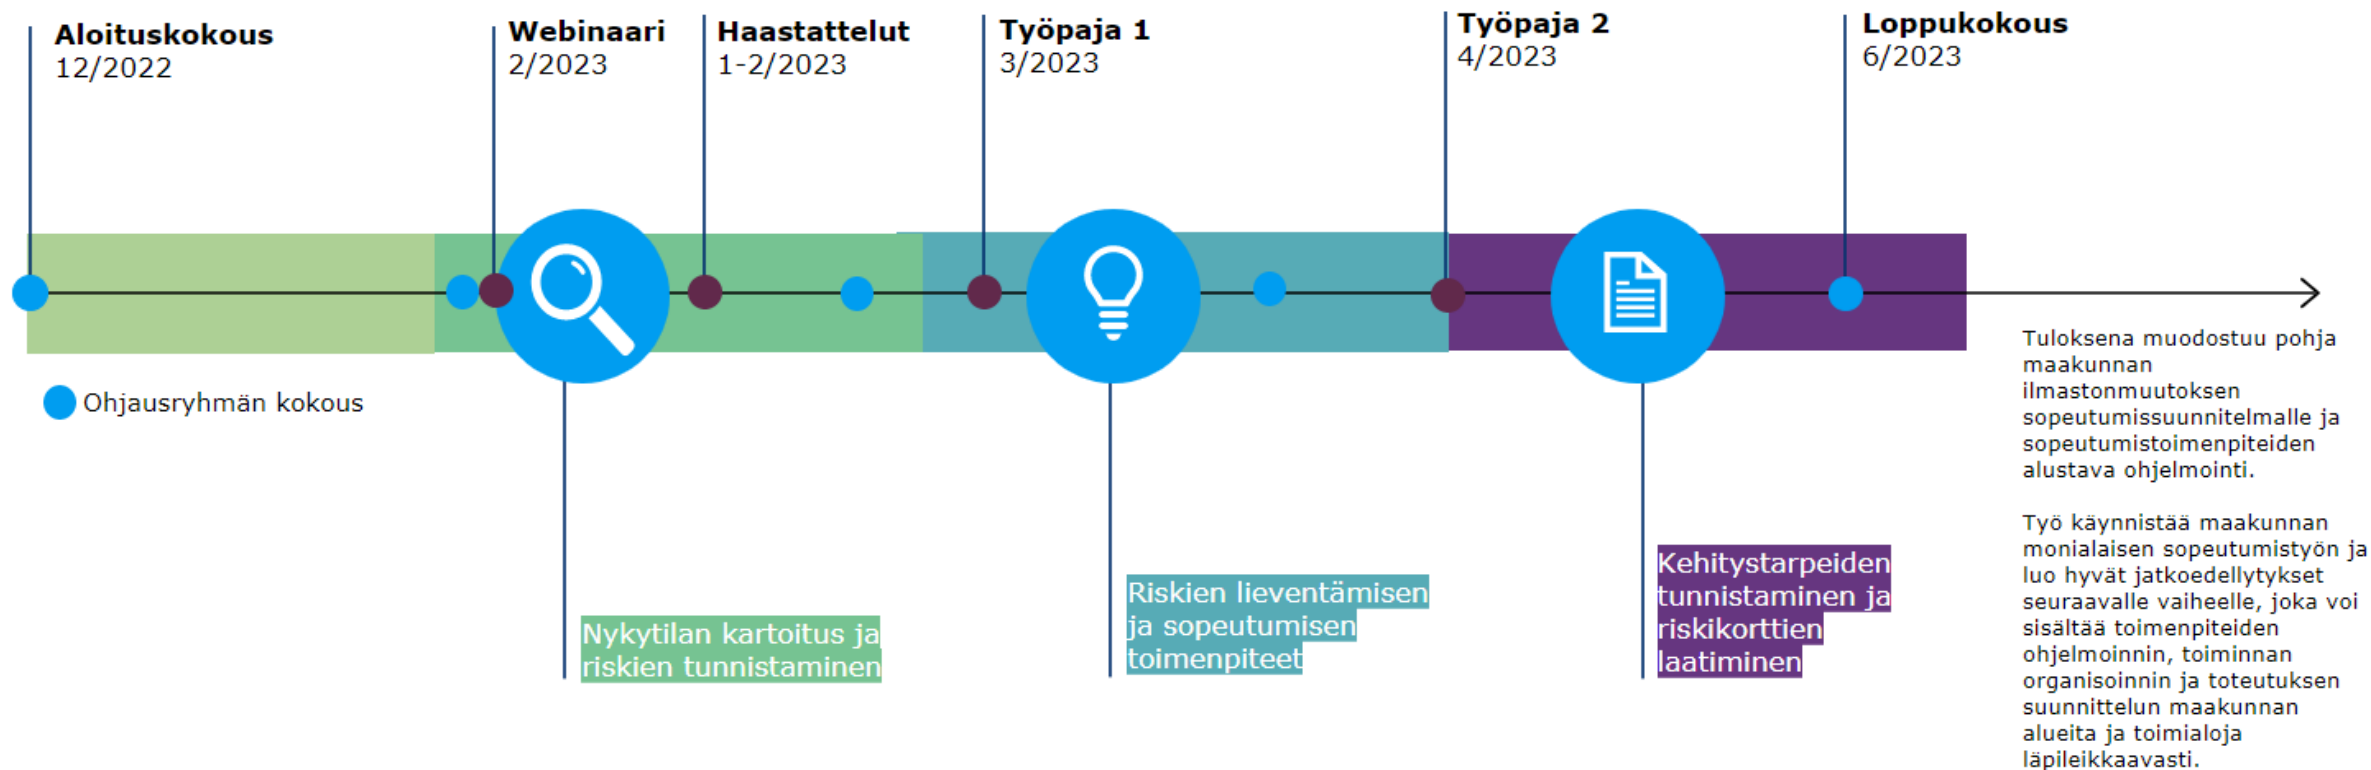 Aloituskokous
12/2022
Webinaari
2/2023
Haastattelut
1-2/2023
Työpaja 1
3/2023
Työpaja 2
4/2023
Loppukokous
6/2023
Ohjausryhmän kokous
Nykytilan kartoitus ja
riskien tunnistaminen
Riskien lieventämisen
ja sopeutumisen
toimenpiteet
Kehitystarpeiden
tunnistaminen ja
riskikorttien
laatiminen
Tuloksena muodostuu pohja
maakunnan
ilmastonmuutoksen
sopeutumissuunnitelmalle ja
sopeutumistoimenpiteiden
alustava ohjelmointi.
Työ käynnistää maakunnan
monialaisen sopeutumistyön ja
luo hyvät jatkoedellytykset
seuraavalle vaiheelle, joka voi
sisältää toimenpiteiden
ohjelmoinnin, toiminnan
organisoinnin ja toteutuksen
suunnittelun maakunnan
alueita ja toimialoja
läpileikkaavasti.